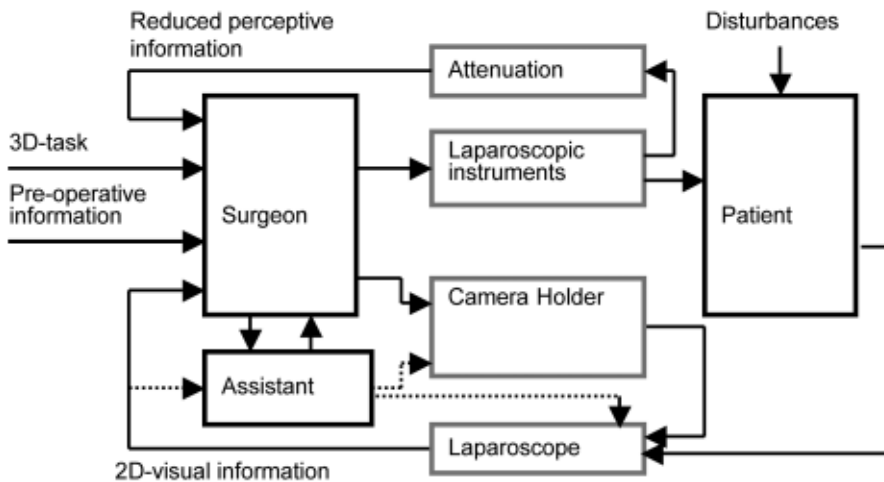 Reduced perceptive
information
Disturbances
Attenuation
3D-task
Laparoscopic
instruments
Pre-operative
information
Surgeon
Patient
Camera Holder
Assistant
Laparoscope
2D-visual information